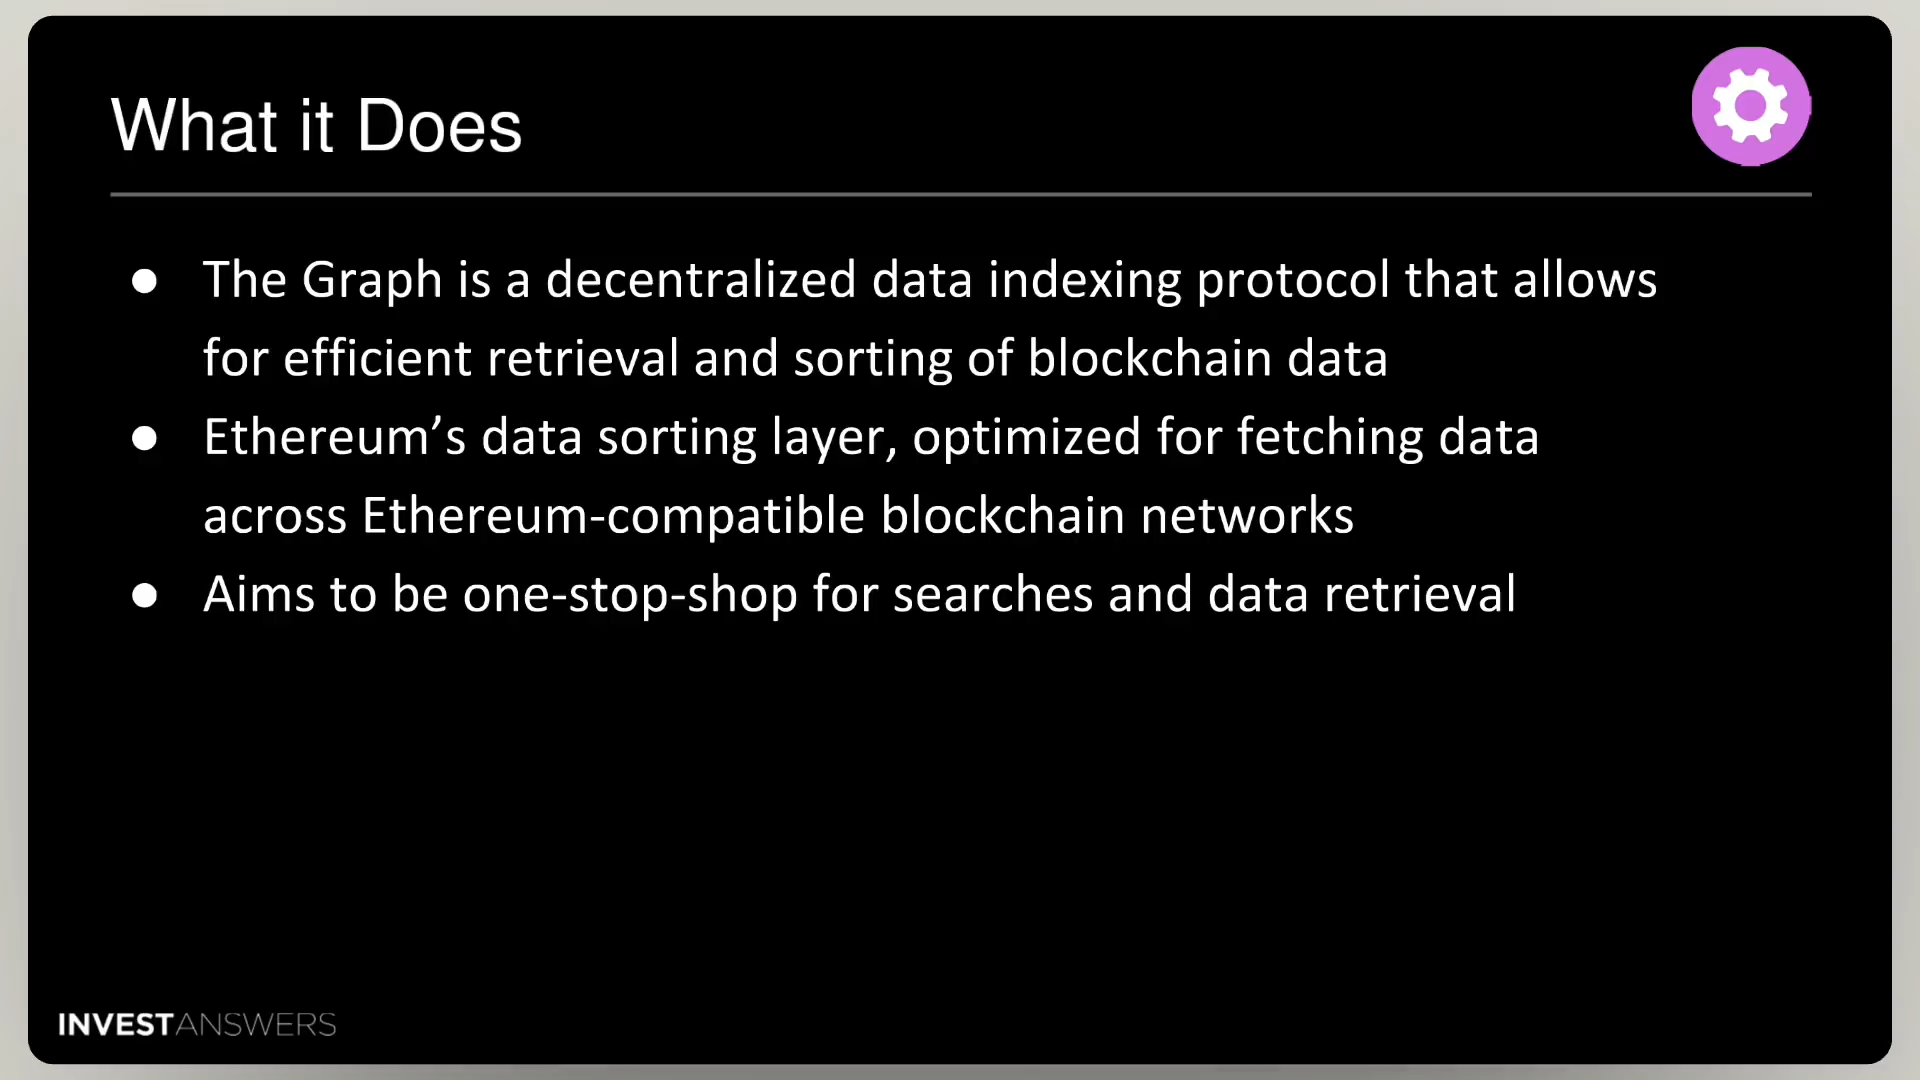 What it Does
● The Graph is a decentralized data indexing protocol that allows
for efficient retrieval and sorting of blockchain data
● Ethereum’s data sorting layer, optimized for fetching data
across Ethereum-compatible blockchain networks
● Aims to be one-stop-shop for searches and data retrieval
INVESTANSWERS